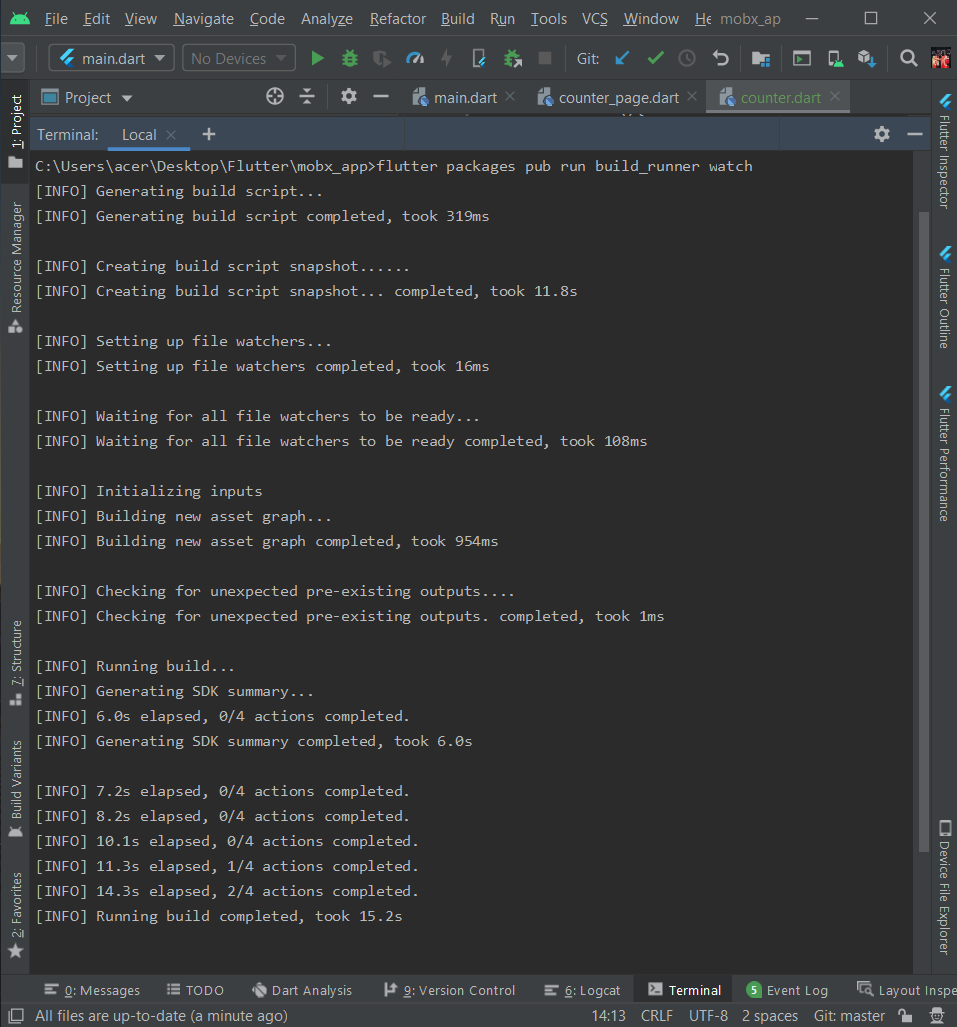 File Edit View Navigate Code Analyze Refactor Build Run Tools VCS Window He mobx_ap
main.dart No Devices Git:
Project main.dart counter_page.dart counter.dart
Terminal: Local
C:\Users\acer\Desktop\Flutter\mobx_app>flutter packages pub run build_runner watch
[INFO] Generating build script...
[INFO] Generating build script completed, took 319ms
[INFO] Creating build script snapshot......
[INFO] Creating build script snapshot... completed, took 11.8s
[INFO] Setting up file watchers...
[INFO] Setting up file watchers completed, took 16ms
[INFO] Waiting for all file watchers to be ready...
[INFO] Waiting for all file watchers to be ready completed, took 108ms
[INFO] Initializing inputs
[INFO] Building new asset graph...
[INFO] Building new asset graph completed, took 954ms
[INFO] Checking for unexpected pre-existing outputs....
[INFO] Checking for unexpected pre-existing outputs. completed, took 1ms
[INFO] Running build...
[INFO] Generating SDK summary...
[INFO] 6.0s elapsed, 0/4 actions completed.
[INFO] Generating SDK summary completed, took 6.0s
[INFO] 7.2s elapsed, 0/4 actions completed.
[INFO] 8.2s elapsed, 0/4 actions completed.
[INFO] 10.1s elapsed, 0/4 actions completed.
[INFO] 11.3s elapsed, 1/4 actions completed.
[INFO] 14.3s elapsed, 2/4 actions completed.
[INFO] Running build completed, took 15.2s
1: Project
Resource Manager
7: Structure
Build Variants
2: Favorites
Flutter Inspector
Flutter Outline
Flutter Performance
Device File Explorer
0: Messages TODO Dart Analysis 9: Version Control 6: Logcat Terminal 5 Event Log Layout Inspe
All files are up-to-date (a minute ago) 14:13 CRLF UTF-8 2 spaces Git: master